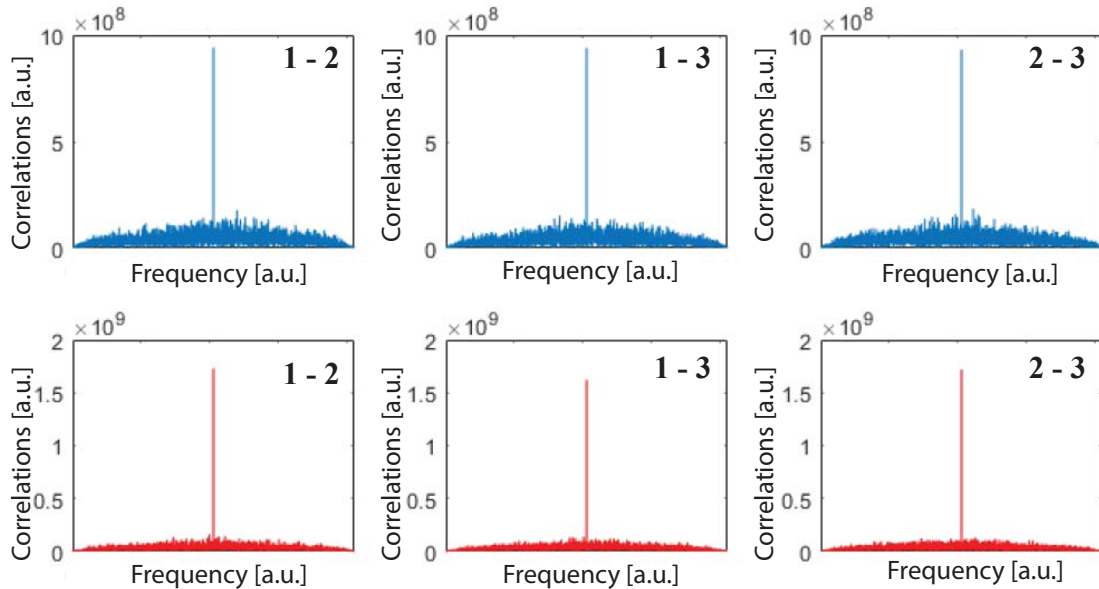 ×10⁸
10
5
0
Correlations [a.u.]
1 - 2
Frequency [a.u.]
×10⁸
10
5
0
Correlations [a.u.]
1 - 3
Frequency [a.u.]
×10⁸
10
5
0
Correlations [a.u.]
2 - 3
Frequency [a.u.]
×10⁹
2
1.5
1
0.5
0
Correlations [a.u.]
1 - 2
Frequency [a.u.]
×10⁹
2
1.5
1
0.5
0
Correlations [a.u.]
1 - 3
Frequency [a.u.]
×10⁹
2
1.5
1
0.5
0
Correlations [a.u.]
2 - 3
Frequency [a.u.]